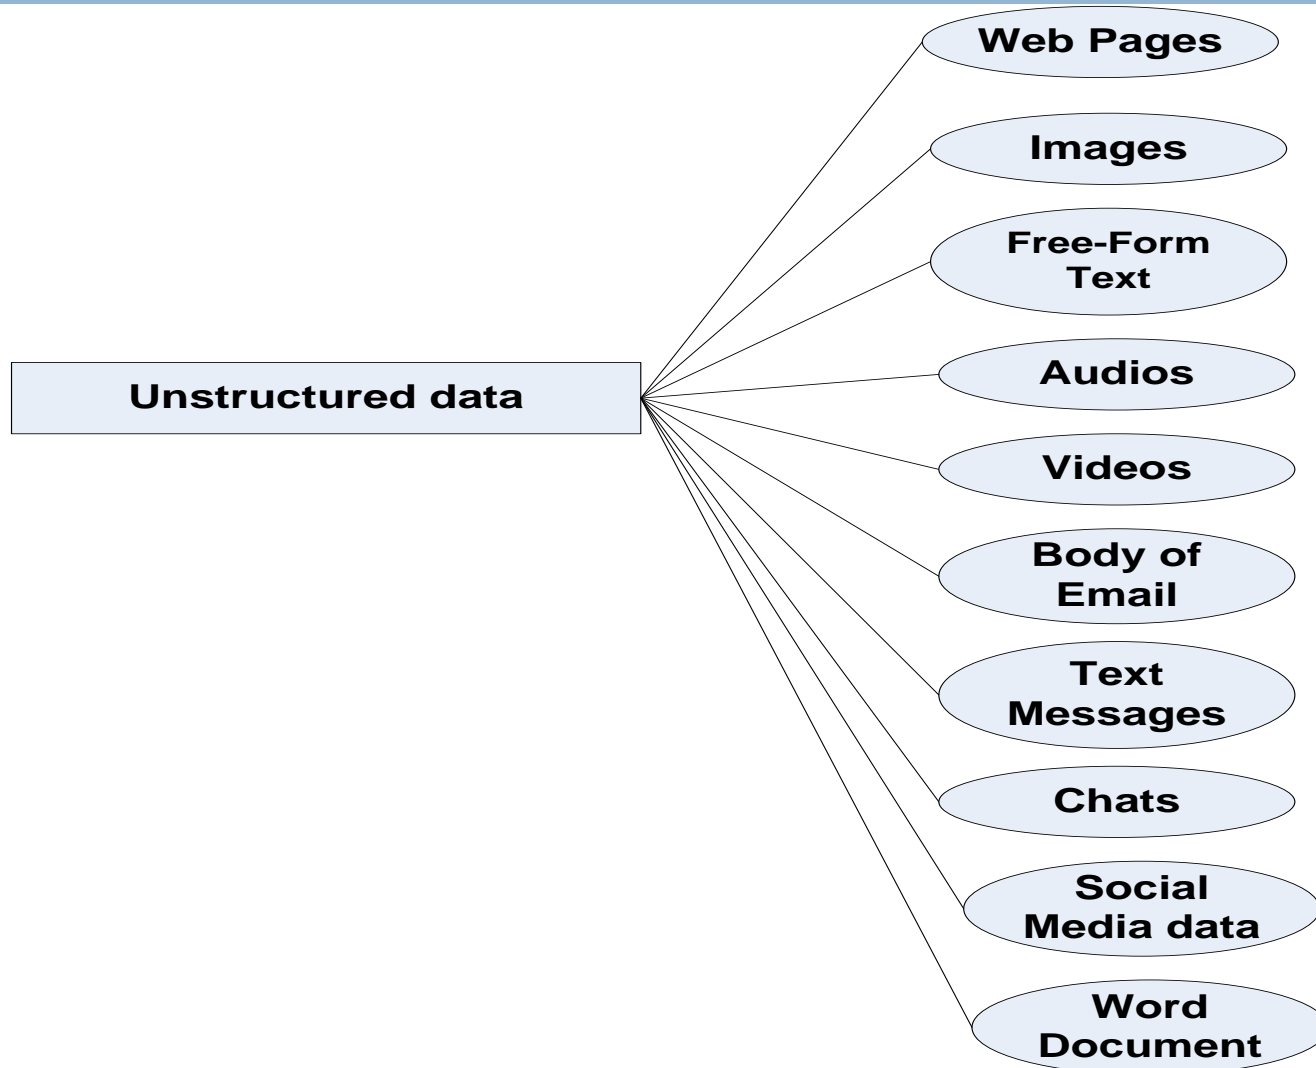 Web Pages
Images
Free-Form
Text
Audios
Unstructured data
Videos
Body of
Email
Text
Messages
Chats
Social
Media data
Word
Document